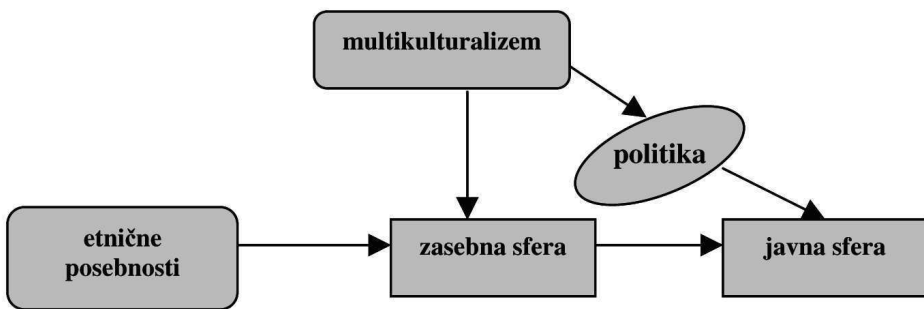 multikulturalizem
politika
etnične
posebnosti
zasebna sfera
javna sfera